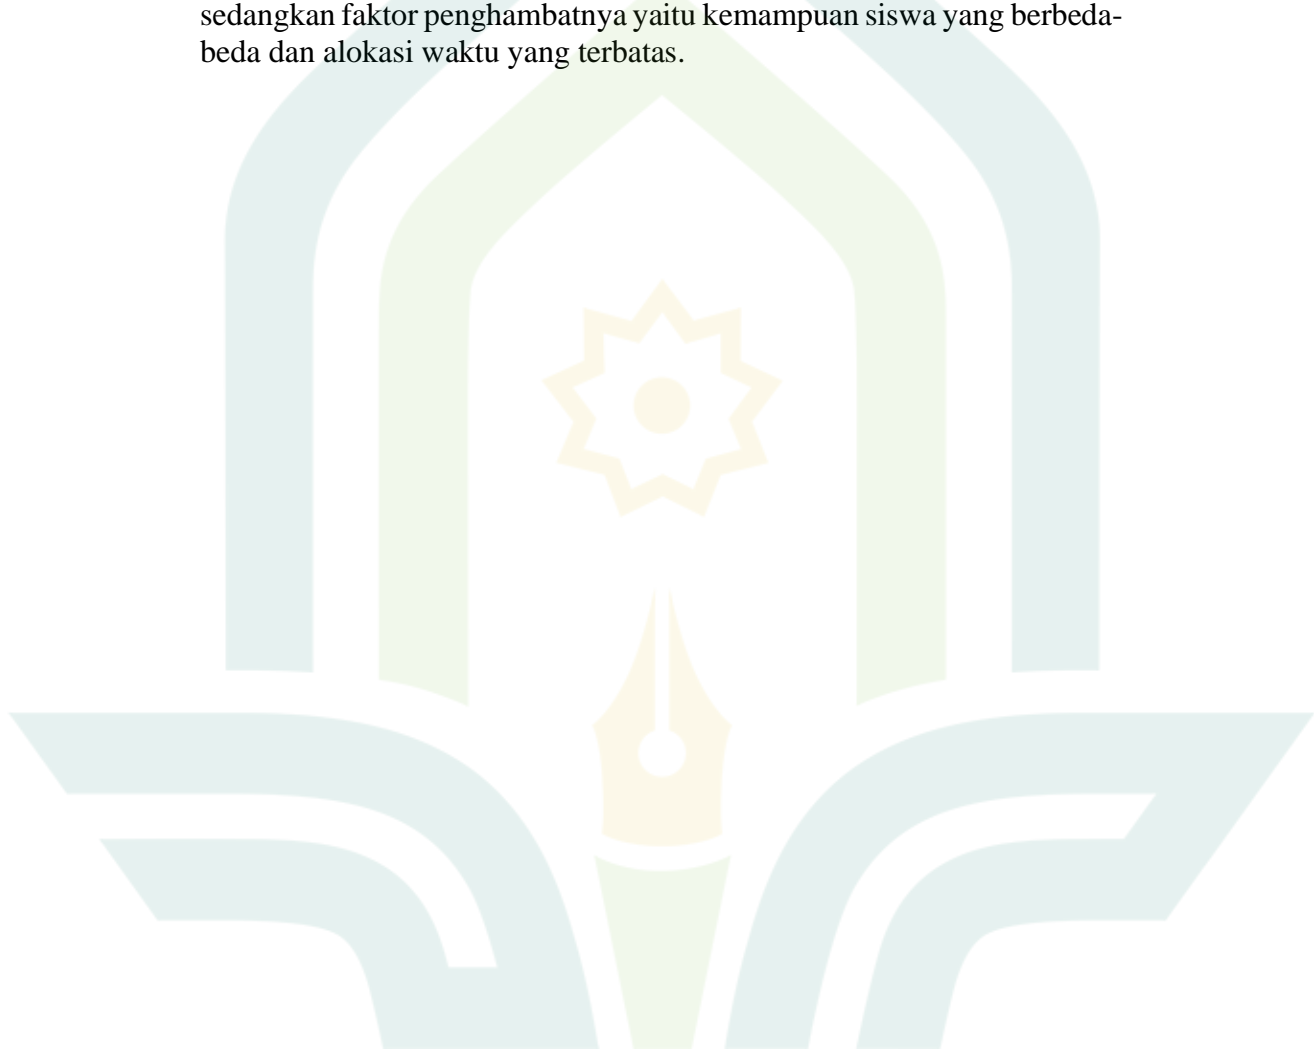 sedangkan faktor penghambatnya yaitu kemampuan siswa yang berbeda-
beda dan alokasi waktu yang terbatas.